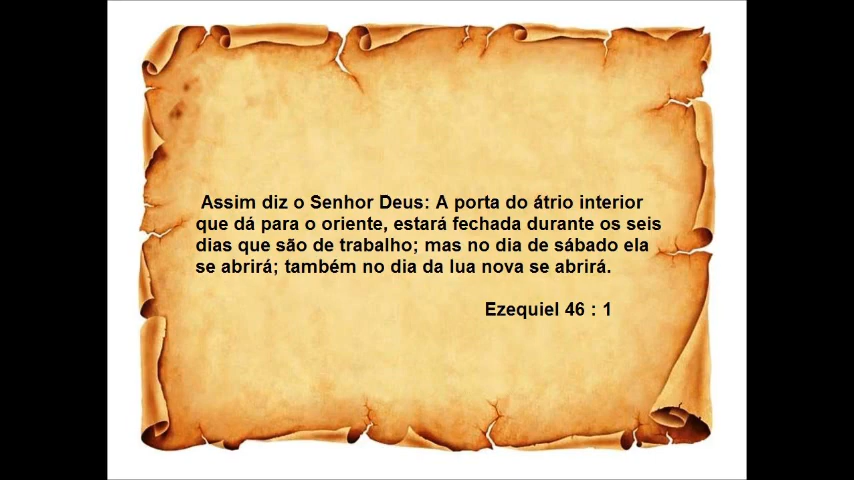 Assim diz o Senhor Deus: A porta do átrio interior
que dá para o oriente, estará fechada durante os seis
dias que são de trabalho; mas no dia de sábado ela
se abrirá; também no dia da lua nova se abrirá.
Ezequiel 46 : 1